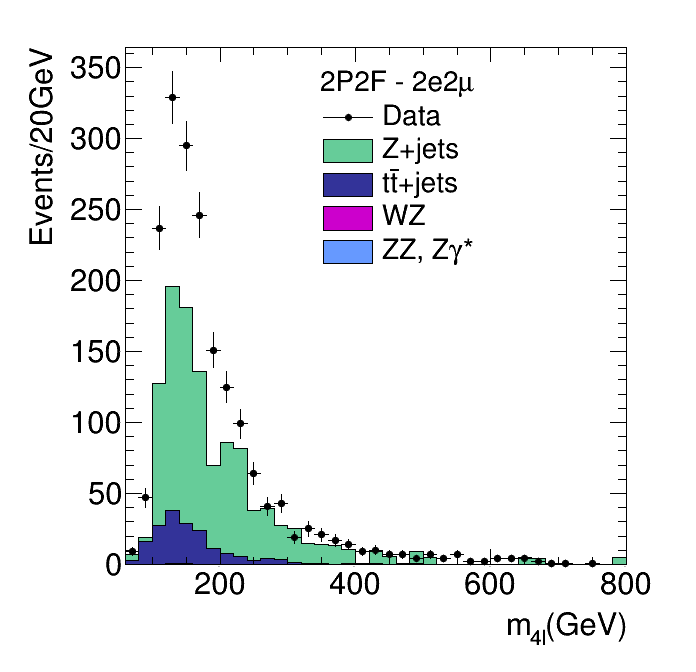 2P2F - 2e2μ
Data
Z+jets
tt̄+jets
WZ
ZZ, Zγ*
Events/20GeV
350
300
250
200
150
100
50
0
200
400
600
800
m4l(GeV)